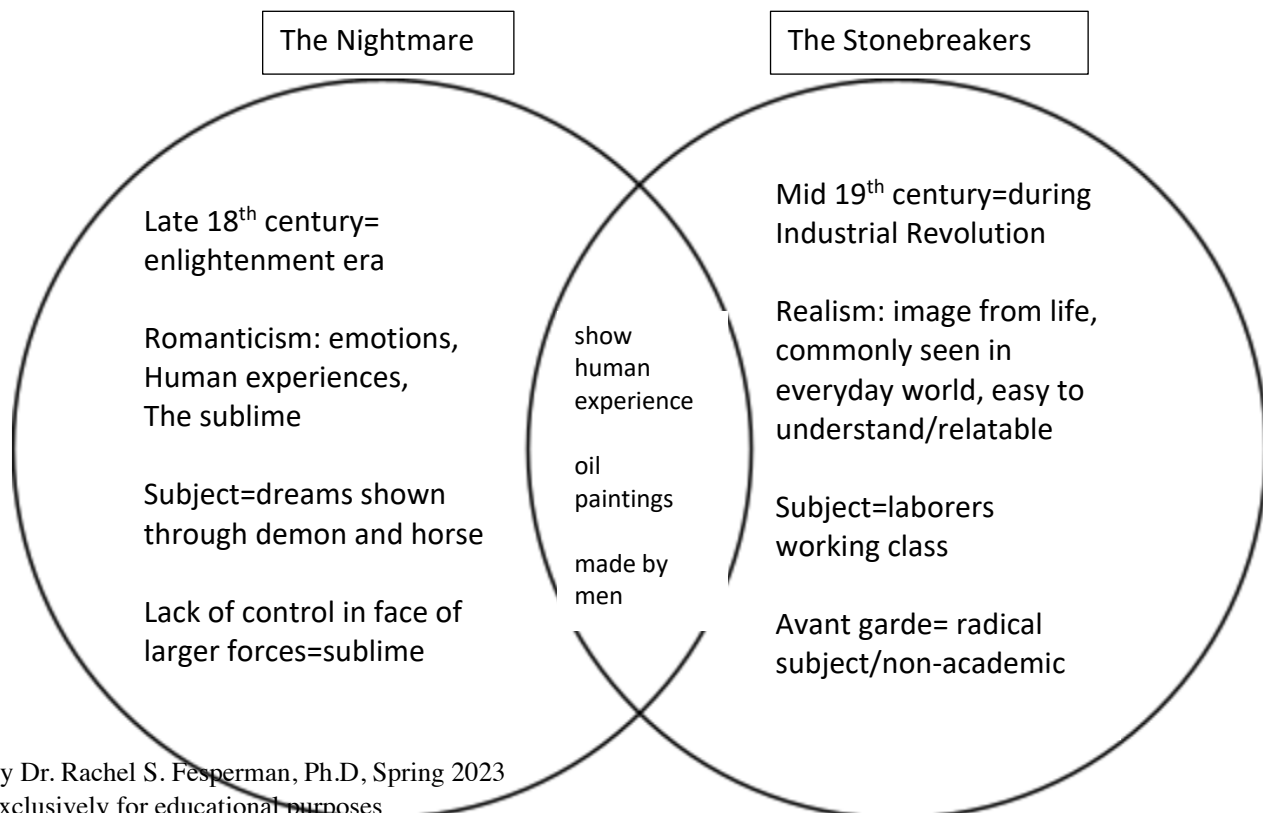 The Nightmare
The Stonebreakers
Late 18th century=
enlightenment era
Romanticism: emotions,
Human experiences,
The sublime
Subject=dreams shown
through demon and horse
Lack of control in face of
larger forces=sublime
show
human
experience
oil
paintings
made by
men
Mid 19th century=during
Industrial Revolution
Realism: image from life,
commonly seen in
everyday world, easy to
understand/relatable
Subject=laborers
working class
Avant garde= radical
subject/non-academic
y Dr. Rachel S. Fesperman, Ph.D, Spring 2023
xclusively for educational purposes